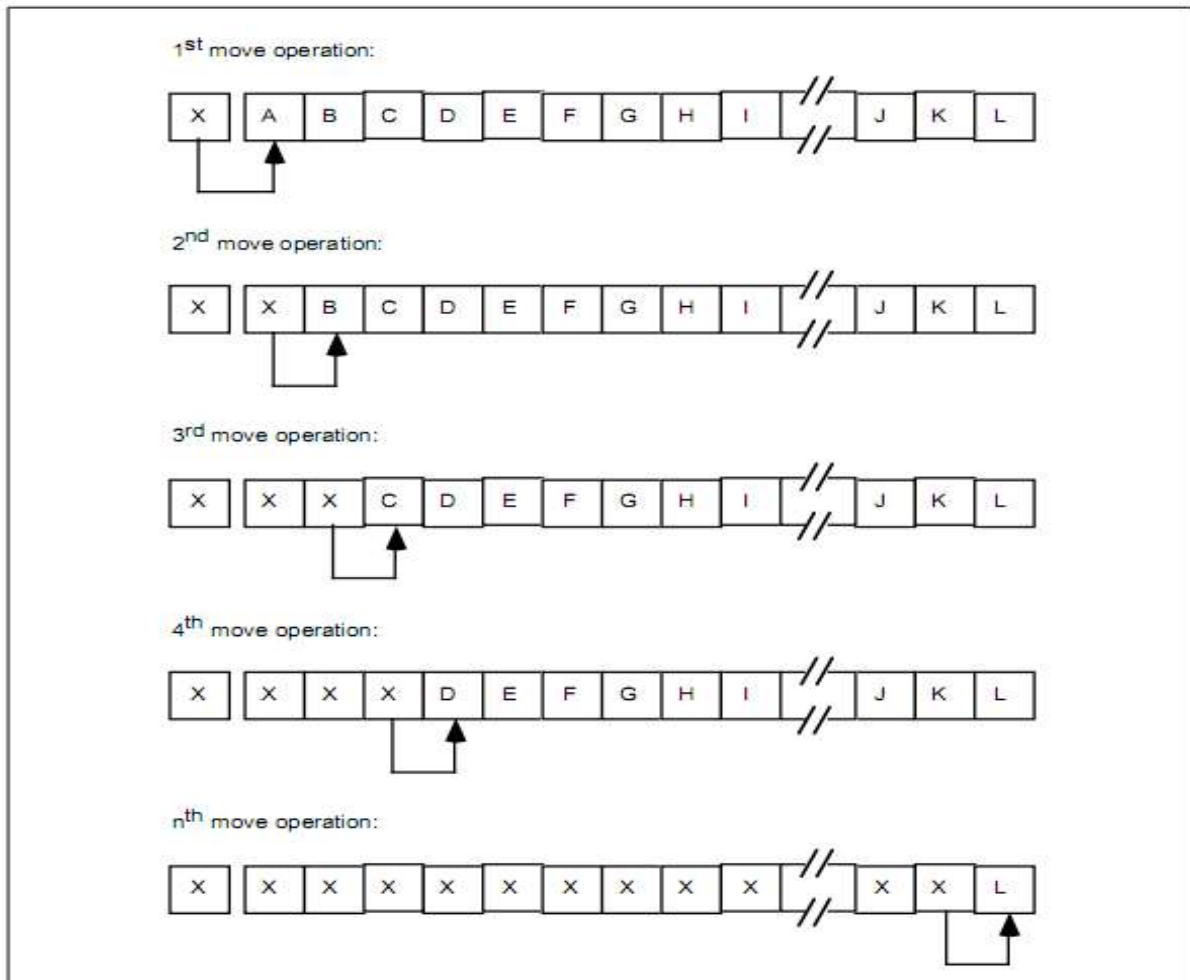 1st move operation:
X A B C D E F G H I J K L
2nd move operation:
X X B C D E F G H I J K L
3rd move operation:
X X X C D E F G H I J K L
4th move operation:
X X X X D E F G H I J K L
nth move operation:
X X X X X X X X X X X X L